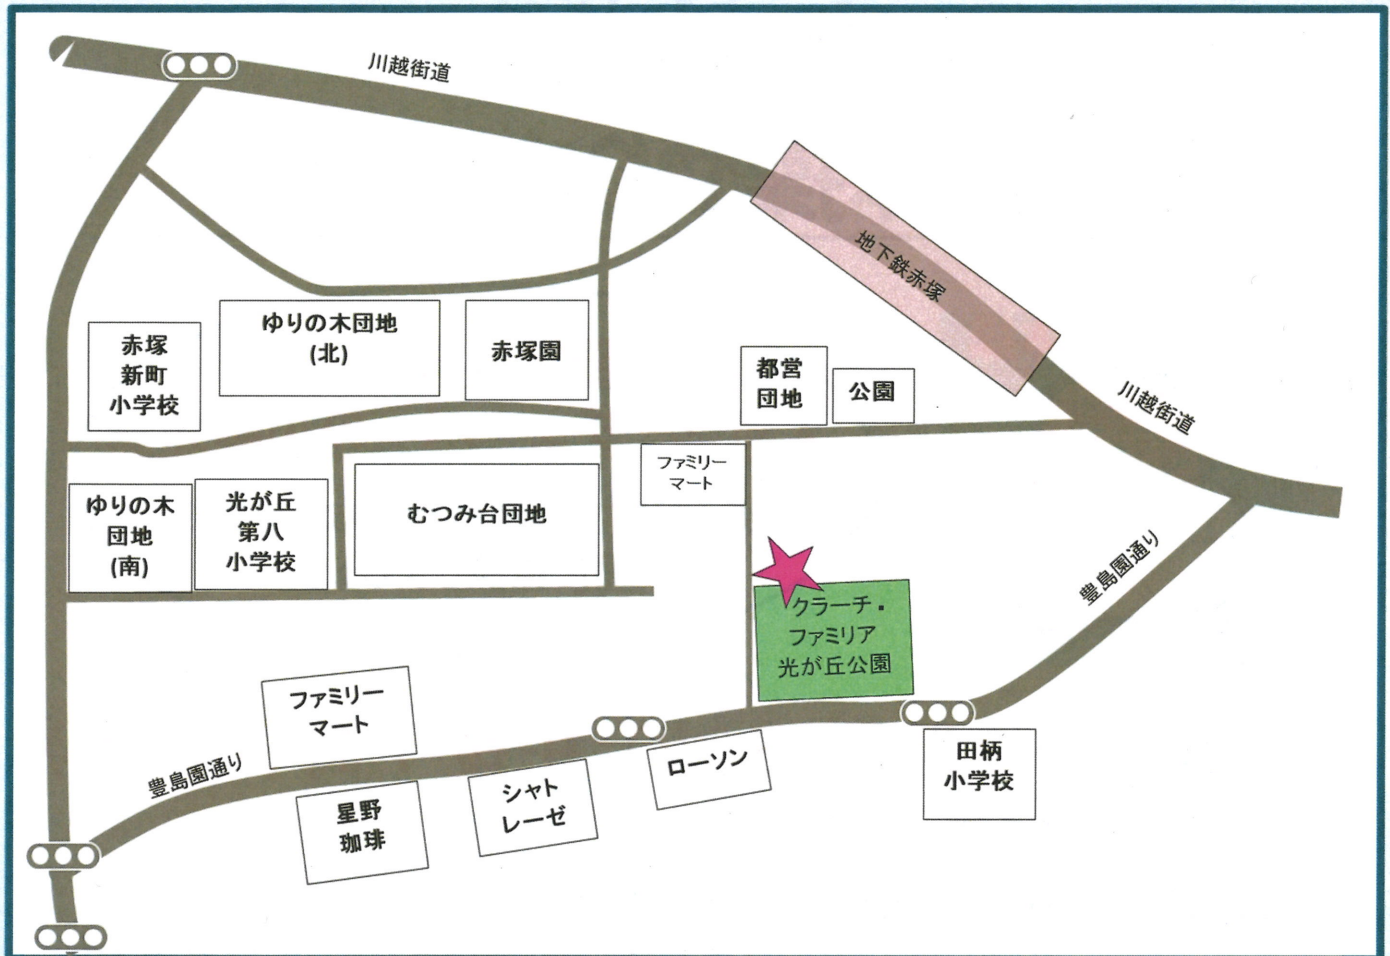 川越街道
地下鉄赤塚
ゆりの木団地
(北)
赤塚園
赤塚
新町
小学校
都営
団地
公園
川越街道
ファミリー
マート
ゆりの木
団地
(南)
光が丘
第八
小学校
むつみ台団地
豊島園通り
クラーチ・
ファミリア
光が丘公園
ファミリー
マート
豊島園通り
ローソン
田柄
小学校
シャト
レーゼ
星野
珈琲